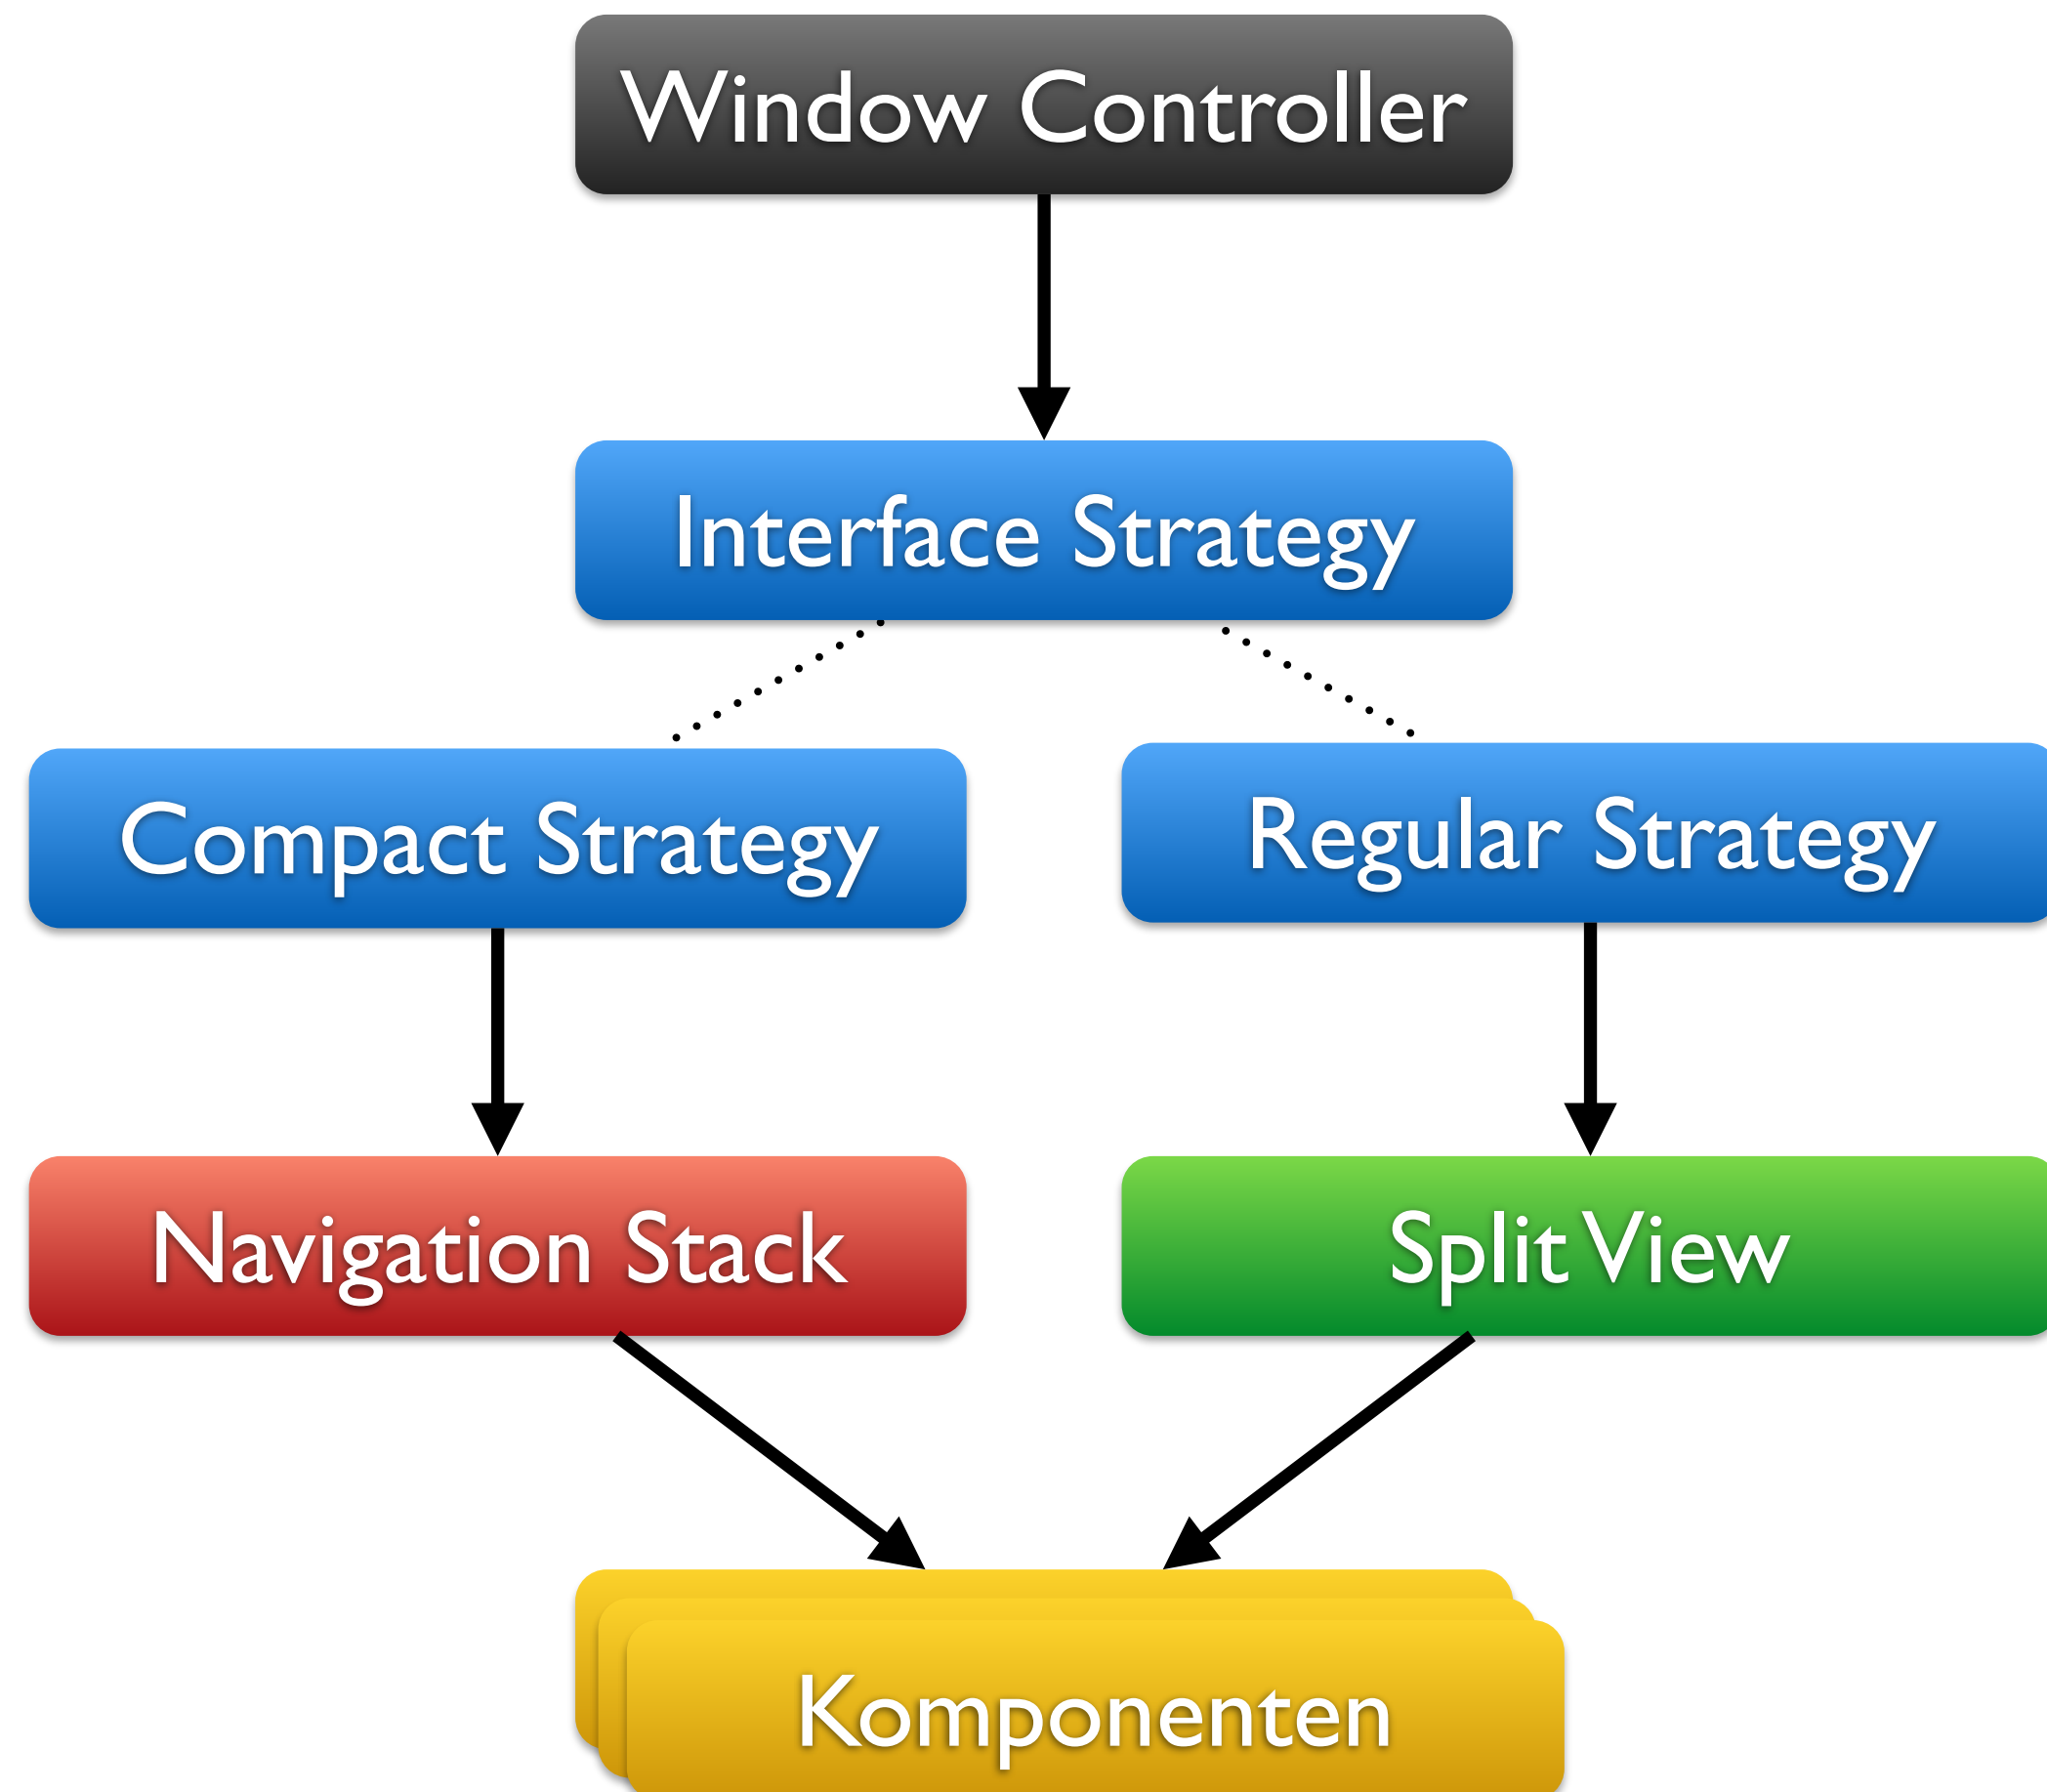 Window Controller
Interface Strategy
Compact Strategy
Regular Strategy
Navigation Stack
Split View
Komponenten